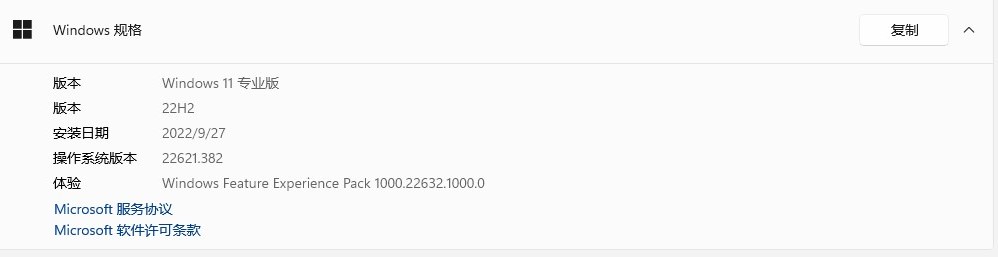 Windows 规格 复制
版本 Windows 11 专业版
版本 22H2
安装日期 2022/9/27
操作系统版本 22621.382
体验 Windows Feature Experience Pack 1000.22632.1000.0
Microsoft 服务协议
Microsoft 软件许可条款